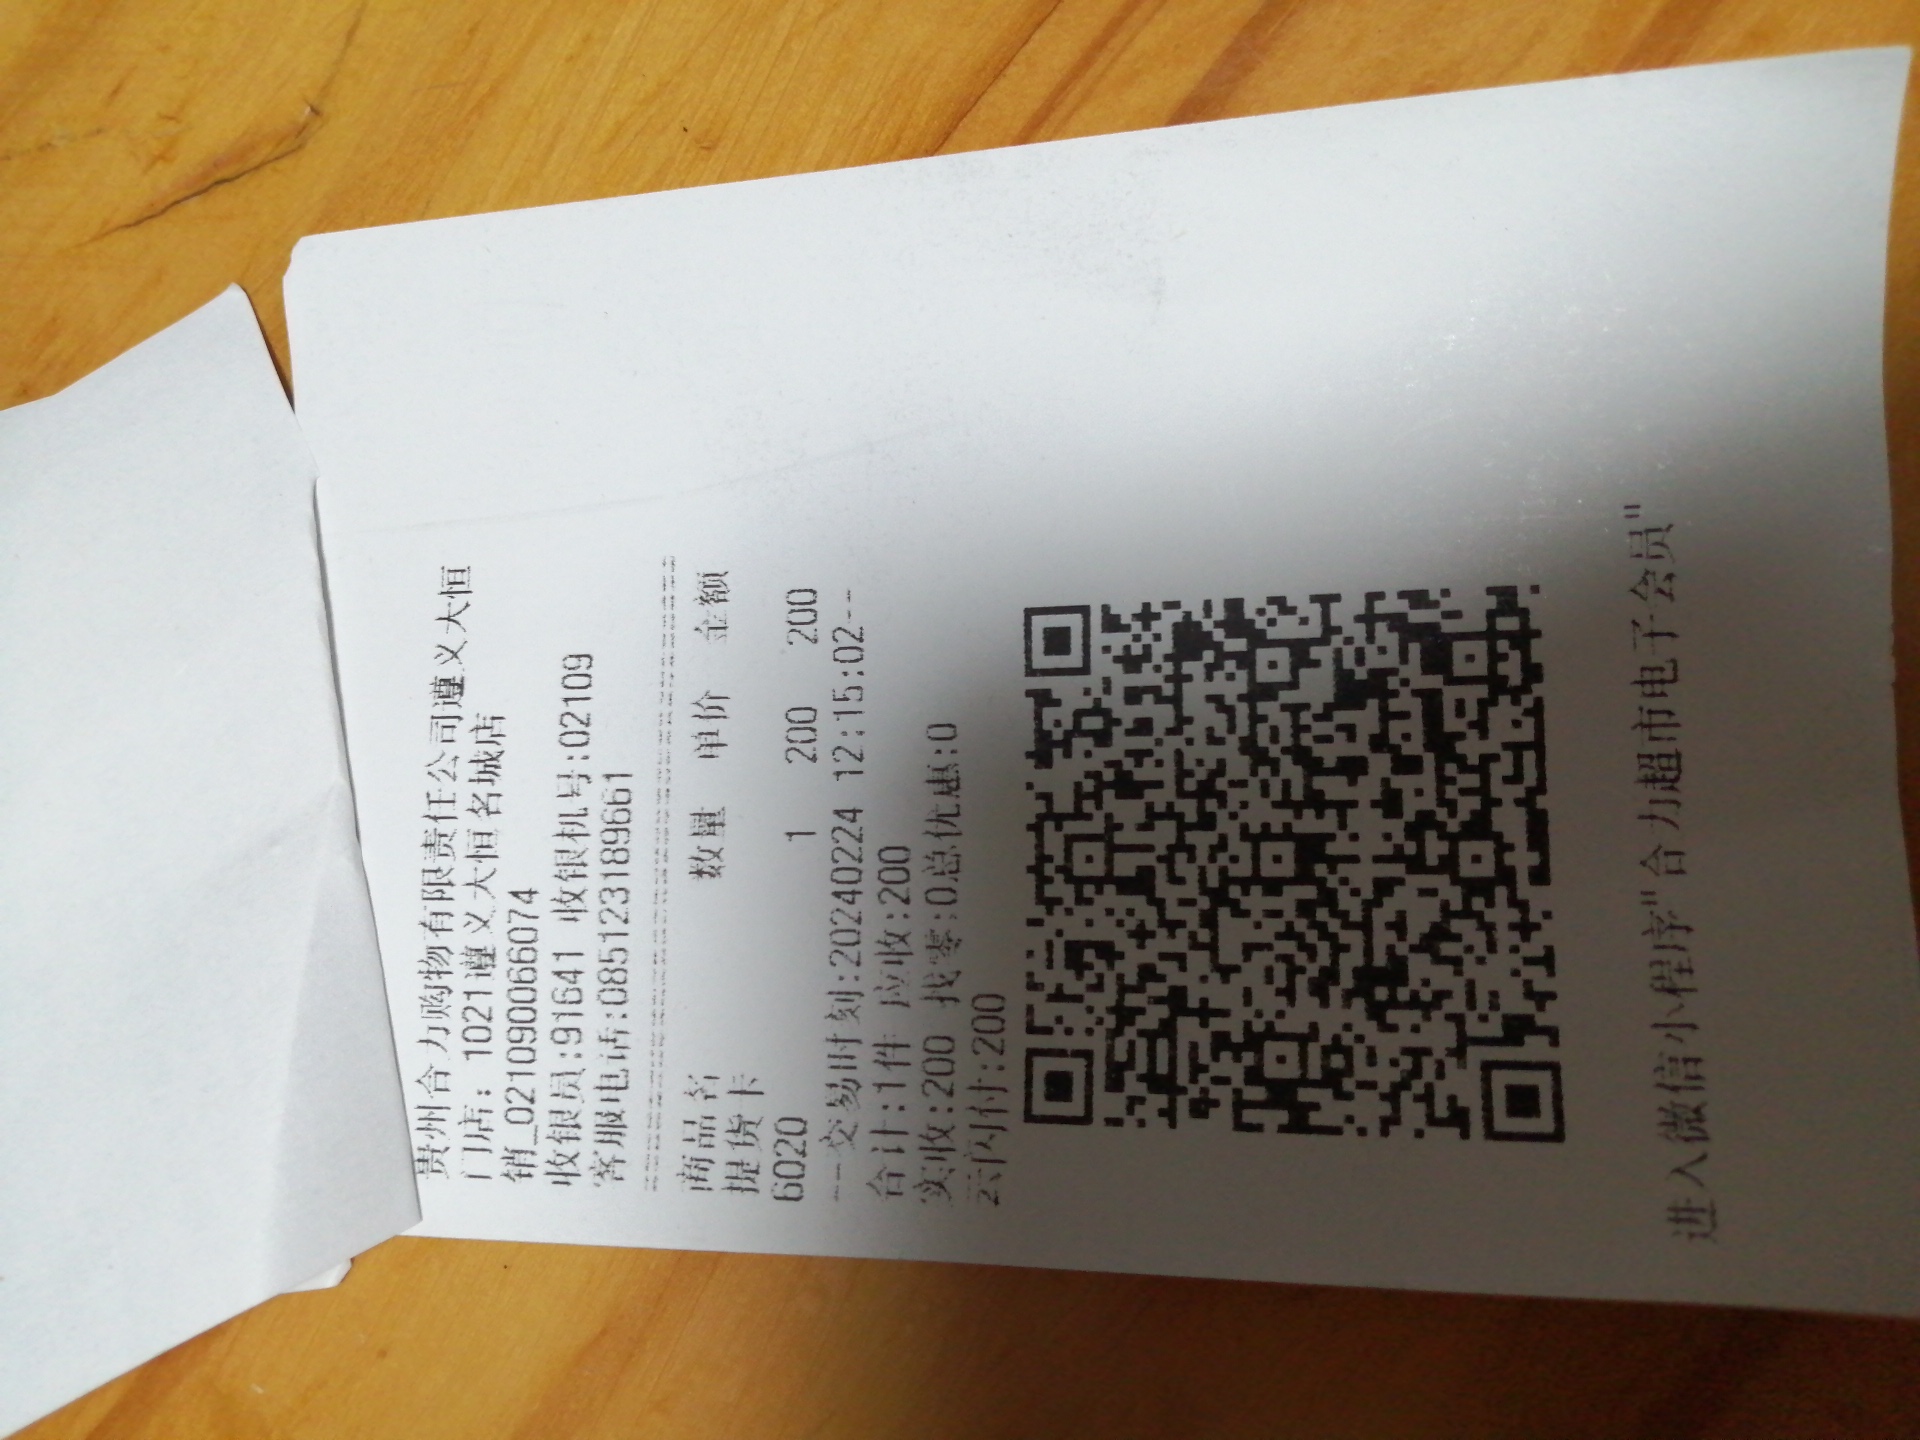 贵州合力购物有限责任公司遵义大恒
门店: 1021遵义大恒名城店
销_021090066074
收银员:91641 收银机号:02109
客服电话:085123189661
商品名 数量 单价 金额
提货卡
6020 1 200 200
--交易时刻:20240224 12:15:02--
合计:1件 应收:200
实收:200 找零:0总优惠:0
云闪付:200
进入微信小程序"合力超市电子会员"